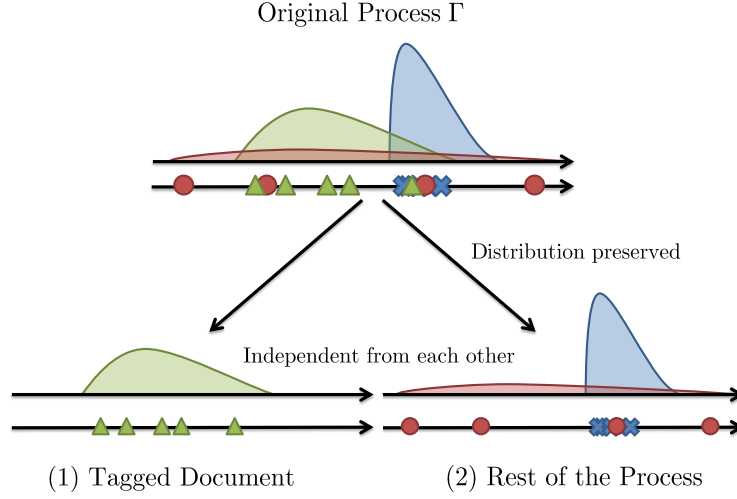 Original Process Γ
Distribution preserved
Independent from each other
(1) Tagged Document
(2) Rest of the Process